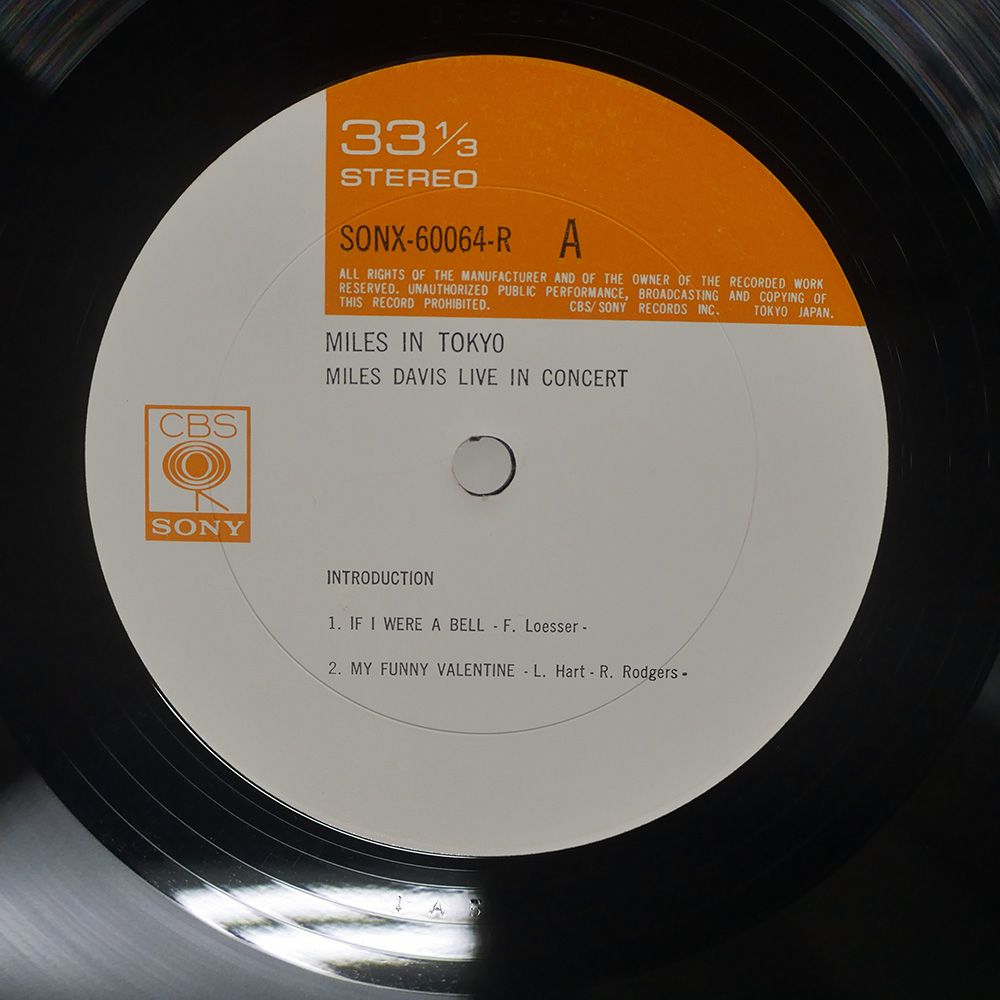 33 1/3
STEREO
SONX-60064-R A
ALL RIGHTS OF THE MANUFACTURER AND OF THE OWNER OF THE RECORDED WORK
RESERVED. UNAUTHORIZED PUBLIC PERFORMANCE, BROADCASTING AND COPYING OF
THIS RECORD PROHIBITED. CBS/SONY RECORDS INC. TOKYO JAPAN.
MILES IN TOKYO
MILES DAVIS LIVE IN CONCERT
CBS
SONY
INTRODUCTION
1. IF I WERE A BELL - F. Loesser -
2. MY FUNNY VALENTINE - L. Hart - R. Rodgers -